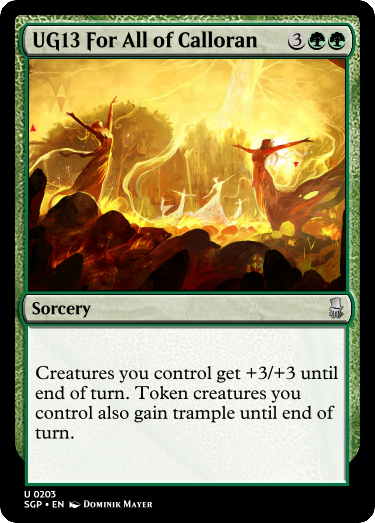 UG13 For All of Calloran 3
Sorcery
Creatures you control get +3/+3 until
end of turn. Token creatures you
control also gain trample until end of
turn.
U 0203
SGP • EN Dominik Mayer